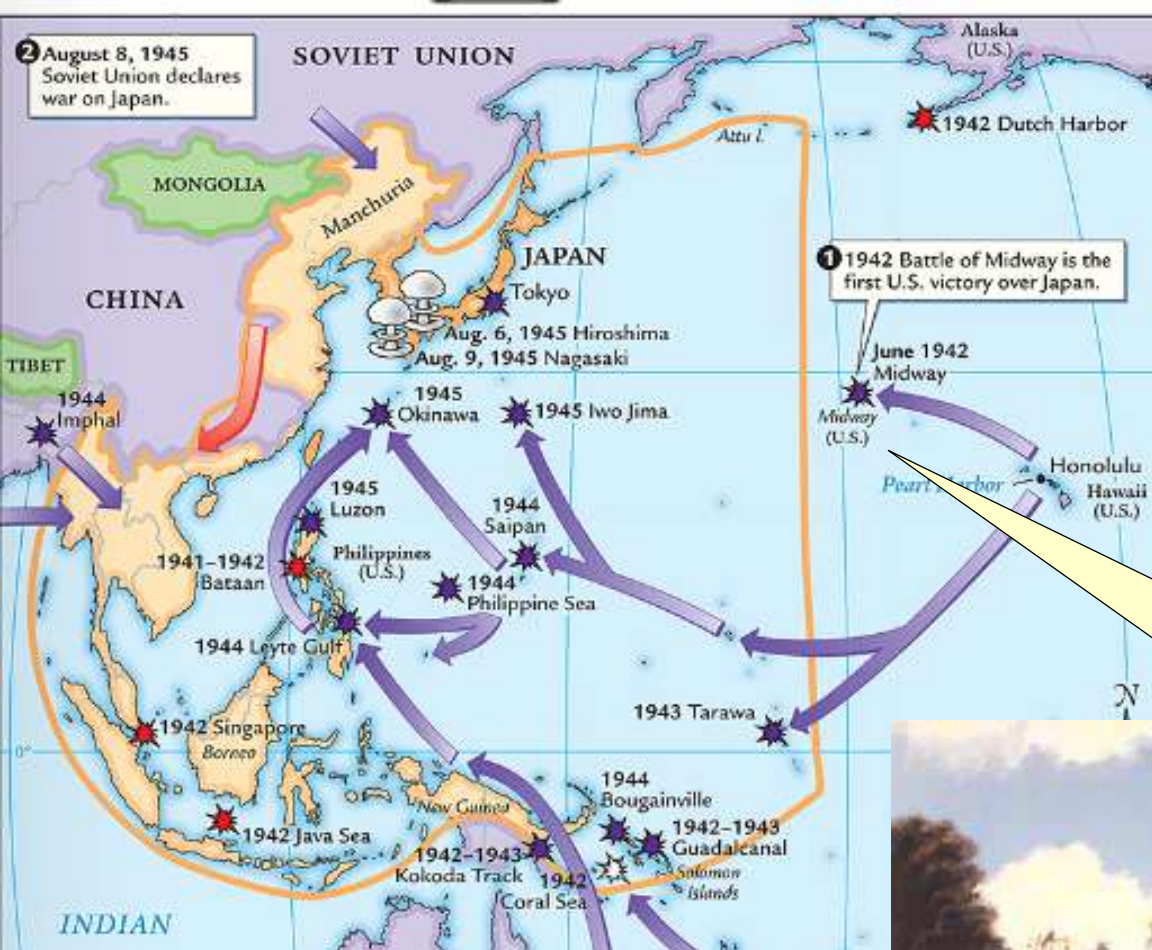 2 August 8, 1945
Soviet Union declares
war on Japan.
SOVIET UNION
Alaska
(U.S.)
1942 Dutch Harbor
Attu I.
MONGOLIA
Manchuria
JAPAN
Tokyo
1 1942 Battle of Midway is the
first U.S. victory over Japan.
CHINA
Aug. 6, 1945 Hiroshima
Aug. 9, 1945 Nagasaki
TIBET
June 1942
Midway
Midway
(U.S.)
1944
Imphal
1945
Okinawa
1945 Iwo Jima
Honolulu
Pearl Harbor
Hawaii
(U.S.)
1945
Luzon
1944
Saipan
1941–1942
Bataan
Philippines
(U.S.)
1944
Philippine Sea
1944 Leyte Gulf
1943 Tarawa
N
1942 Singapore
Borneo
0°
1944
Bougainville
New Guinea
1942 Java Sea
1942–1943
Kokoda Track
1942–1943
Guadalcanal
1942
Coral Sea
Solomon
Islands
INDIAN